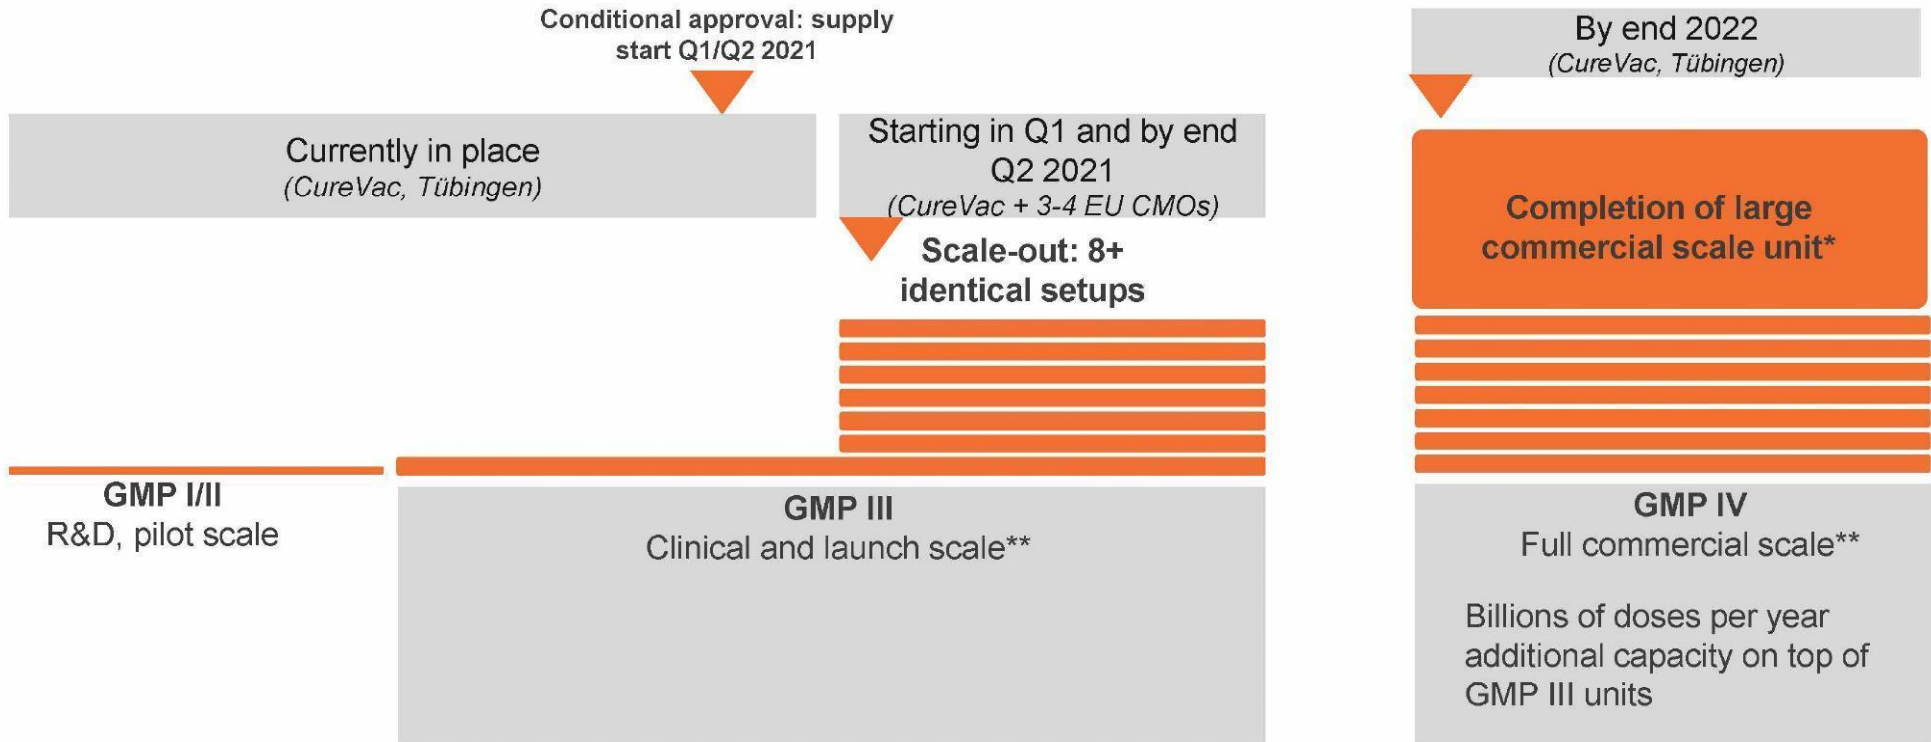 Conditional approval: supply
start Q1/Q2 2021
By end 2022
(CureVac, Tübingen)
Currently in place
(CureVac, Tübingen)
Starting in Q1 and by end
Q2 2021
(CureVac + 3-4 EU CMOs)
Scale-out: 8+
identical setups
Completion of large
commercial scale unit*
GMP I/II
R&D, pilot scale
GMP III
Clinical and launch scale**
GMP IV
Full commercial scale**
Billions of doses per year
additional capacity on top of
GMP III units